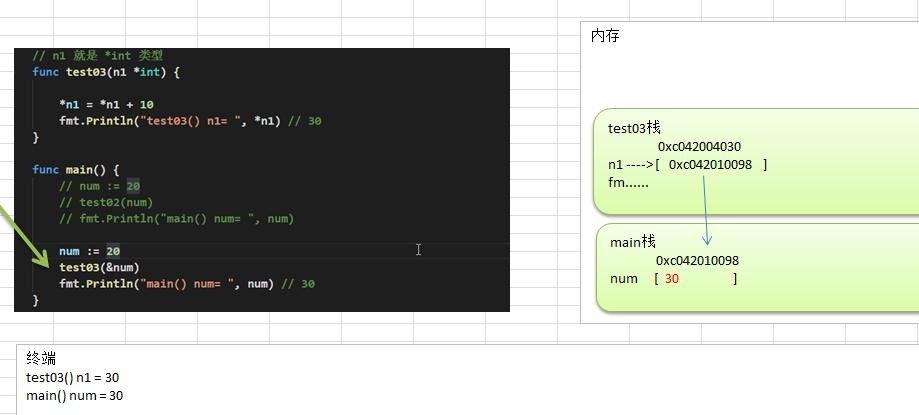 // n1 就是 *int 类型
func test03(n1 *int) {
*n1 = *n1 + 10
fmt.Println("test03() n1= ", *n1) // 30
}
func main() {
// num := 20
// test02(num)
// fmt.Println("main() num= ", num)
num := 20
test03(&num)
fmt.Println("main() num= ", num) // 30
}
内存
test03栈
0xc042004030
n1 ---->[ 0xc042010098 ]
fm......
main栈
0xc042010098
num [ 30 ]
终端
test03() n1 = 30
main() num = 30